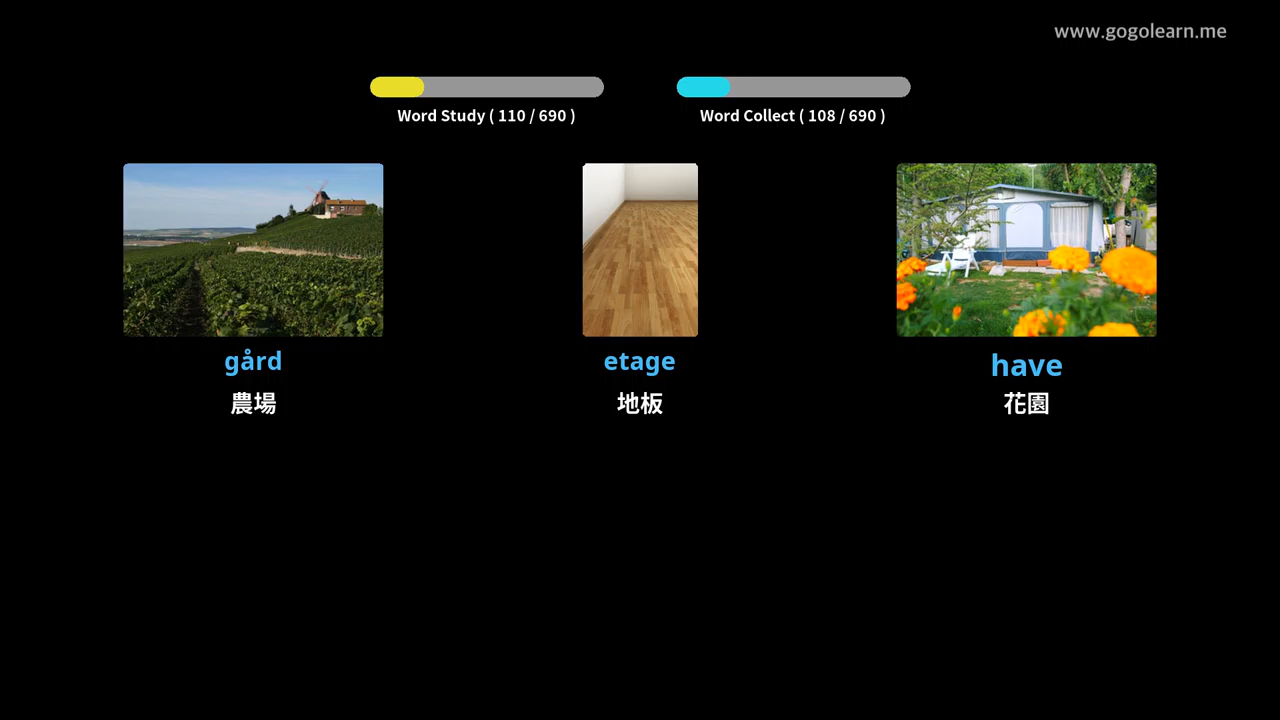 www.gogolearn.me
Word Study ( 110 / 690 )
Word Collect ( 108 / 690 )
gård
etage
have
農場
地板
花園